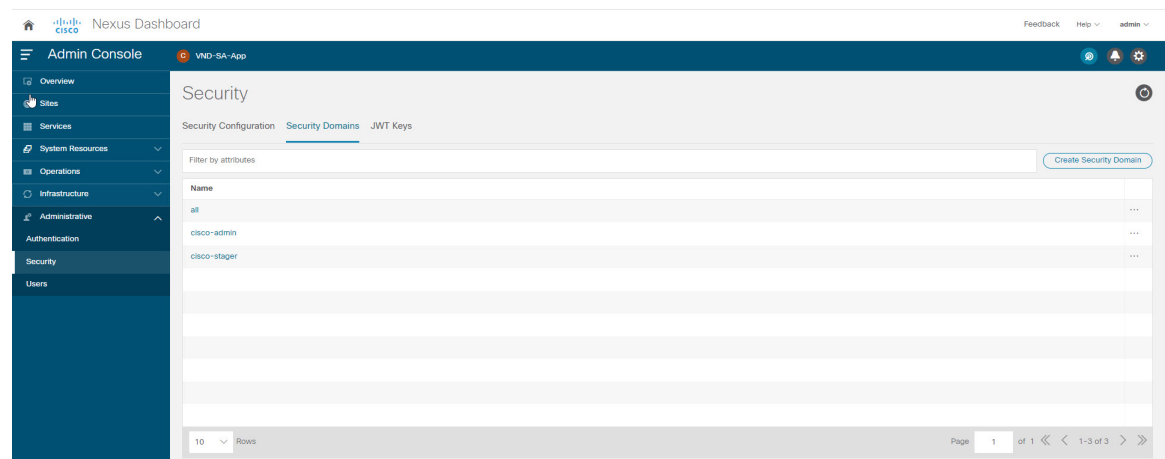 CISCO Nexus Dashboard Feedback Help admin
Admin Console C VND-SA-App
Overview
Security
Sites
Services
Security Configuration Security Domains JWT Keys
System Resources
Filter by attributes Create Security Domain
Operations
Name
Infrastructure
all ...
Administrative
cisco-admin ...
Authentication
cisco-stager ...
Security
Users
10 Rows Page 1 of 1 1-3 of 3